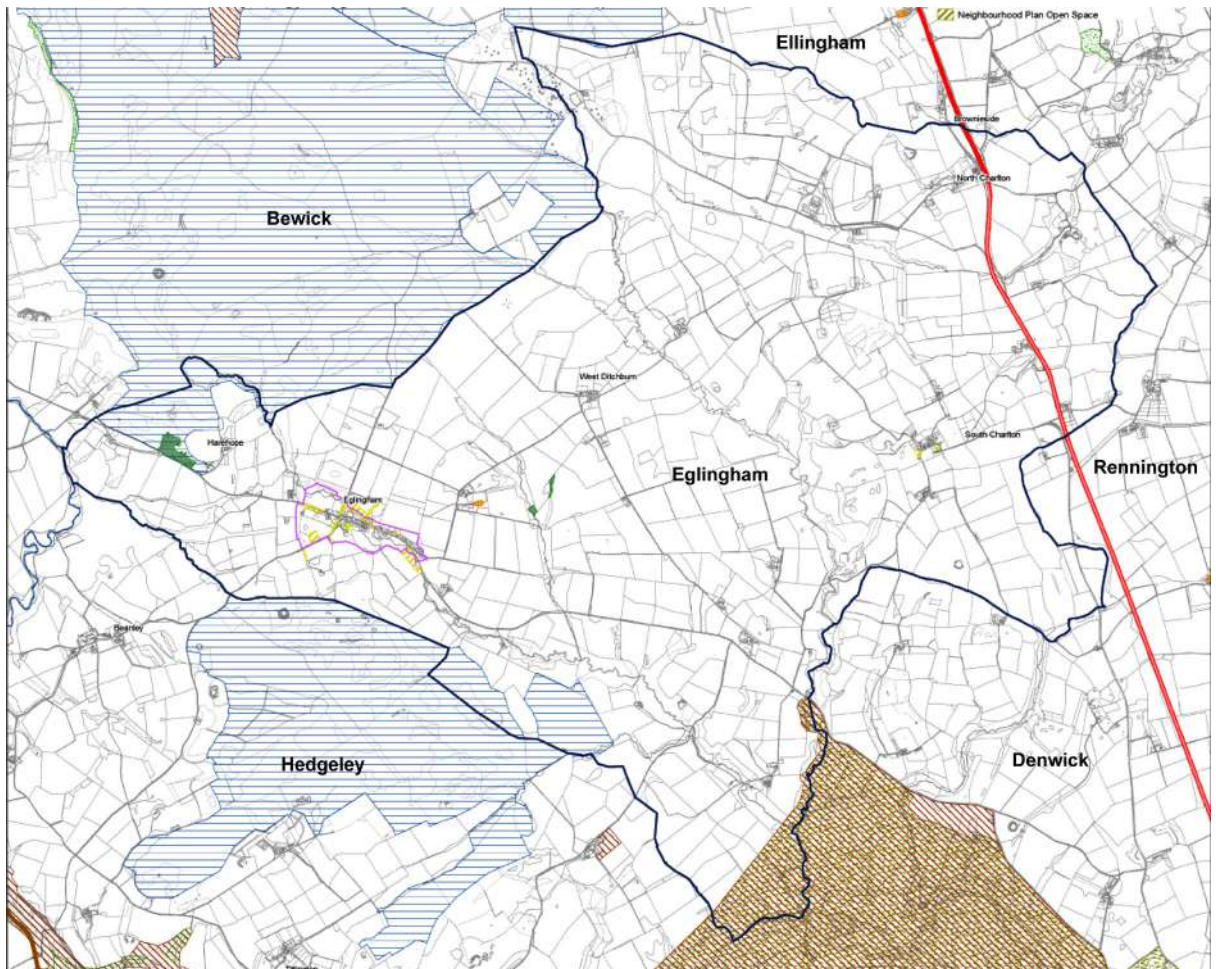 Neighbourhood Plan Open Space
Ellingham
Brownieside
North Charlton
Bewick
West Ditchburn
Harehope
South Charlton
Eglingham
Rennington
Eglingham
Beanley
Hedgeley
Denwick